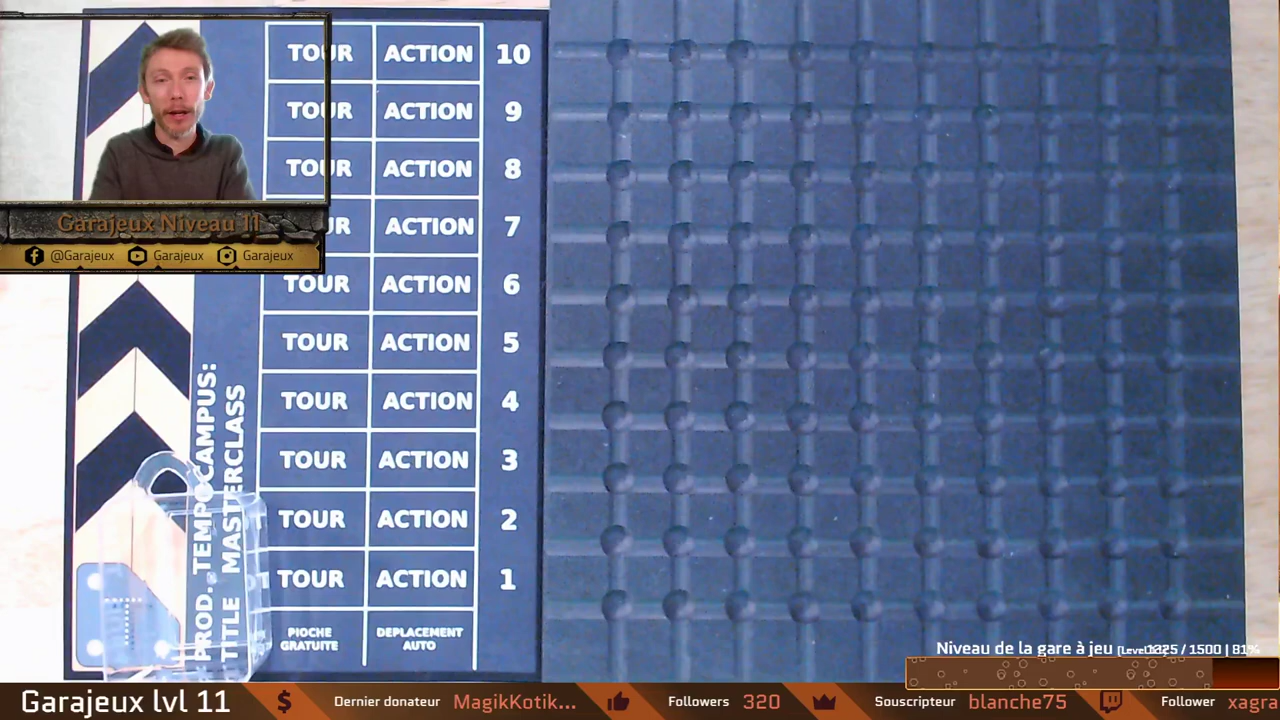 TOUR ACTION 10
TOUR ACTION 9
TOUR ACTION 8
ACTION 7
TOUR ACTION 6
TOUR ACTION 5
TOUR ACTION 4
TOUR ACTION 3
TOUR ACTION 2
TOUR ACTION 1
PIOCHE GRATUITE
DEPLACEMENT AUTO
PROD. TEMPOCAMPUS:
TITLE MASTERCLASS
Garajeux Niveau 11
@Garajeux Garajeux Garajeux
Niveau de la gare à jeu / 1500 | 81%
Garajeux lvl 11
Dernier donateur MagikKotik...
Followers 320
Souscripteur blanche75
Follower xagra